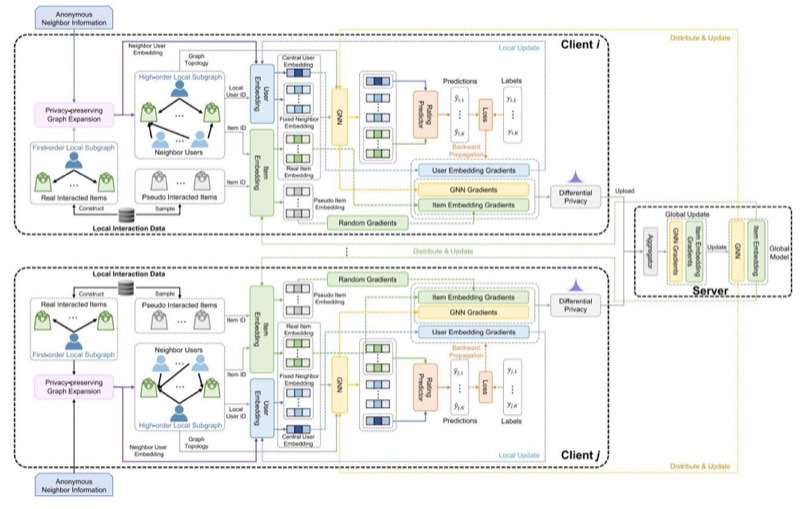 Anonymous
Neighbor Information
Neighbor User
Embedding
Graph
Topology
Local Update
Client i
Distribute & Update
High-order Local Subgraph
Local
User ID
User
Embedding
Central User
Embedding
Fixed Neighbor
Embedding
GNN
Rating
Predictor
Predictions
Labels
ŷi,1
ŷi,K
Loss
yi,1
yi,K
Privacy-preserving
Graph Expansion
Neighbor Users
Item ID
First-order Local Subgraph
Real Interacted Items
Pseudo Interacted Items
Item ID
Item
Embedding
Real Item
Embedding
Pseudo Item
Embedding
Backward
Propagation
User Embedding Gradients
GNN Gradients
Item Embedding Gradients
Differential
Privacy
Upload
Construct
Sample
Local Interaction Data
Random Gradients
Distribute & Update
Global Update
Aggregator
GNN
Gradients
Item Embedding
Gradients
Update
GNN
Item Embedding
Global
Model
Server
Local Interaction Data
Construct
Sample
Real Interacted Items
Pseudo Interacted Items
First-order Local Subgraph
Item ID
Item
Embedding
Random Gradients
Pseudo Item
Embedding
Real Item
Embedding
Item Embedding Gradients
GNN Gradients
User Embedding Gradients
Differential
Privacy
Neighbor Users
Item ID
Fixed Neighbor
Embedding
Privacy-preserving
Graph Expansion
High-order Local Subgraph
Local
User ID
User
Embedding
Central User
Embedding
GNN
Rating
Predictor
Backward
Propagation
ŷj,1
ŷj,K
Loss
yj,1
yj,K
Predictions
Labels
Graph
Topology
Neighbor User
Embedding
Local Update
Client j
Distribute & Update
Anonymous
Neighbor Information